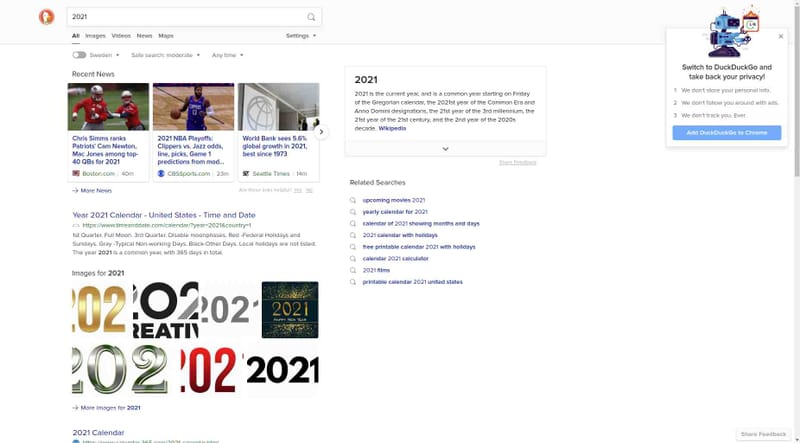 2021
All Images Videos News Maps Settings
Sweden Safe search: moderate Any time
Recent News
Chris Simms ranks
Patriots' Cam Newton,
Mac Jones among top-
40 QBs for 2021
Boston.com 40m
2021 NBA Playoffs:
Clippers vs. Jazz odds,
line, picks, Game 1
predictions from mod...
CBSSports.com 23m
World Bank sees 5.6%
global growth in 2021,
best since 1973
Seattle Times 14m
More News
Are these links helpful? Yes No
Year 2021 Calendar - United States - Time and Date
https://www.timeanddate.com/calendar/?year=2021&country=1
1st Quarter. Full Moon. 3rd Quarter. Disable moonphases. Red -Federal Holidays and
Sundays. Gray -Typical Non-working Days. Black-Other Days. Local holidays are not listed.
The year 2021 is a common year, with 365 days in total.
Images for 2021
202
202
CREATIV
2021
2021
HAPPY NEW YEAR
202
202
2021
More Images for 2021
2021 Calendar
2021
2021 is the current year, and is a common year starting on Friday
of the Gregorian calendar, the 2021st year of the Common Era and
Anno Domini designations, the 21st year of the 3rd millennium, the
21st year of the 21st century, and the 2nd year of the 2020s
decade. Wikipedia
Share Feedback
Related Searches
upcoming movies 2021
yearly calendar for 2021
calendar of 2021 showing months and days
2021 calendar with holidays
free printable calendar 2021 with holidays
calendar 2021 calculator
2021 films
printable calendar 2021 united states
Switch to DuckDuckGo and
take back your privacy!
1 We don't store your personal info.
2 We don't follow you around with ads.
3 We don't track you. Ever.
Add DuckDuckGo to Chrome
Share Feedback